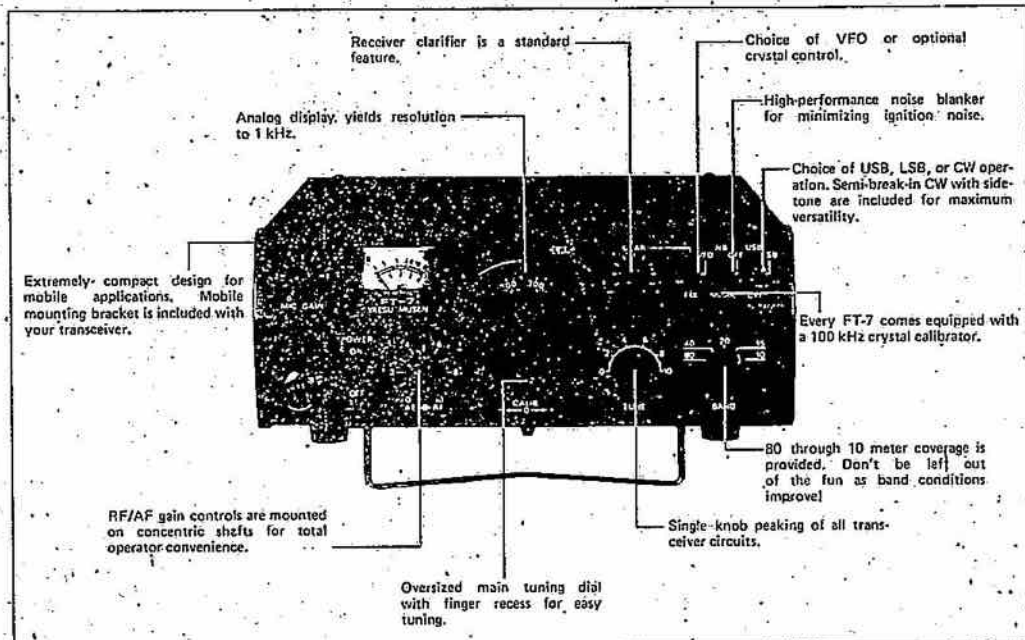 Receiver clarifier is a standard
feature.
Choice of VFO or optional
crystal control.
High-performance noise blanker
for minimizing ignition noise.
Analog display, yields resolution
to 1 kHz.
Choice of USB, LSB, or CW oper-
ation. Semi-break-in CW with side-
tone are included for maximum
versatility.
Extremely compact design for
mobile applications. Mobile
mounting bracket is included with
your transceiver.
Every FT-7 comes equipped with
a 100 kHz crystal calibrator.
NB USB
OFF
MIC GAIN
YAESU MUSEN
POWER
ON
OFF
40 20 15
80 10
0 10
CALIB
TUNE
BAND
80 through 10 meter coverage is
provided. Don't be left out
of the fun as band conditions
improve!
RF/AF gain controls are mounted
on concentric shafts for total
operator convenience.
Single-knob peaking of all trans-
ceiver circuits.
Oversized main tuning dial
with finger recess for easy
tuning.